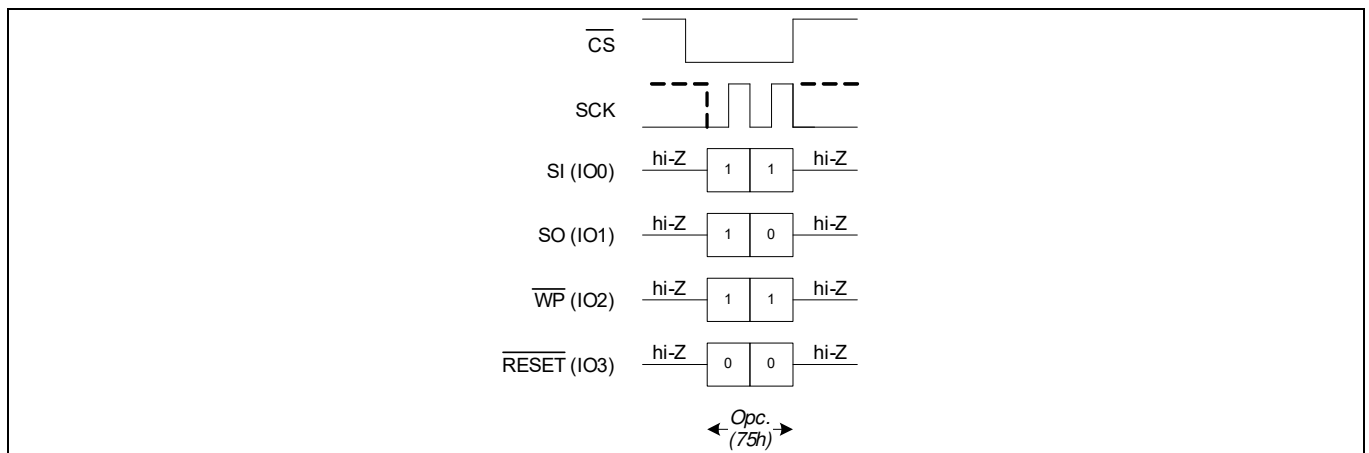 CS
SCK
hi-Z 1 1 hi-Z
SI (IO0)
hi-Z 1 0 hi-Z
SO (IO1)
hi-Z 1 1 hi-Z
WP (IO2)
hi-Z 0 0 hi-Z
RESET (IO3)
Opc.
(75h)